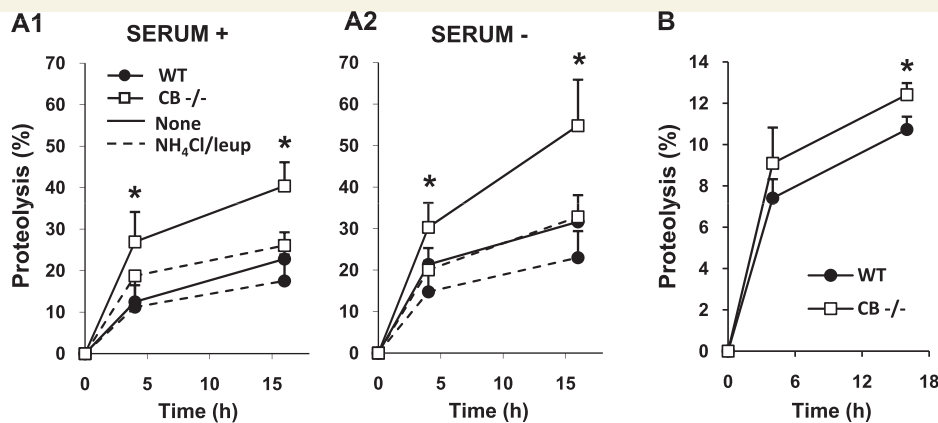 A1
SERUM +
Proteolysis (%)
70
60
50
40
30
20
10
0
WT
CB -/-
None
NH₄Cl/leup
*
*
0 5 10 15
Time (h)
A2
SERUM -
70
60
50
40
30
20
10
0
*
*
0 5 10 15
Time (h)
B
Proteolysis (%)
14
12
10
8
6
4
2
0
*
WT
CB -/-
0 6 12 18
Time (h)